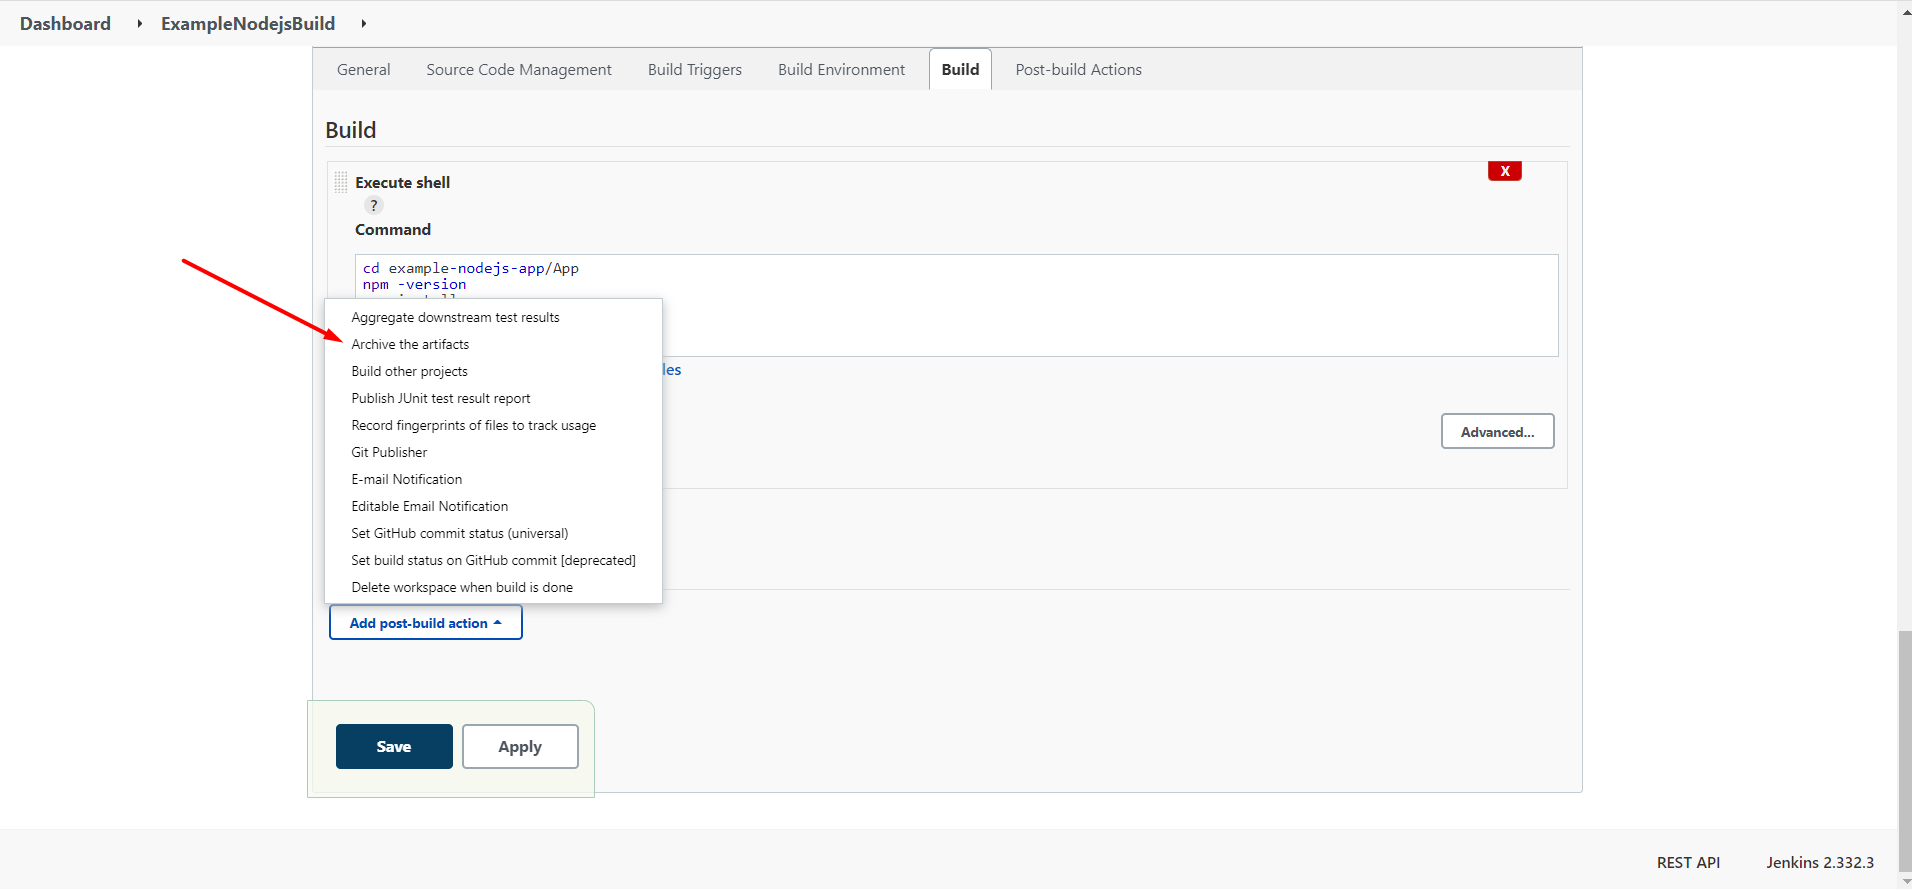 Dashboard ExampleNodejsBuild
General Source Code Management Build Triggers Build Environment Build Post-build Actions
Build
X
Execute shell
?
Command
cd example-nodejs-app/App
npm -version
Aggregate downstream test results
Archive the artifacts
Build other projects
les
Publish JUnit test result report
Record fingerprints of files to track usage
Advanced...
Git Publisher
E-mail Notification
Editable Email Notification
Set GitHub commit status (universal)
Set build status on GitHub commit [deprecated]
Delete workspace when build is done
Add post-build action
Save Apply
REST API Jenkins 2.332.3